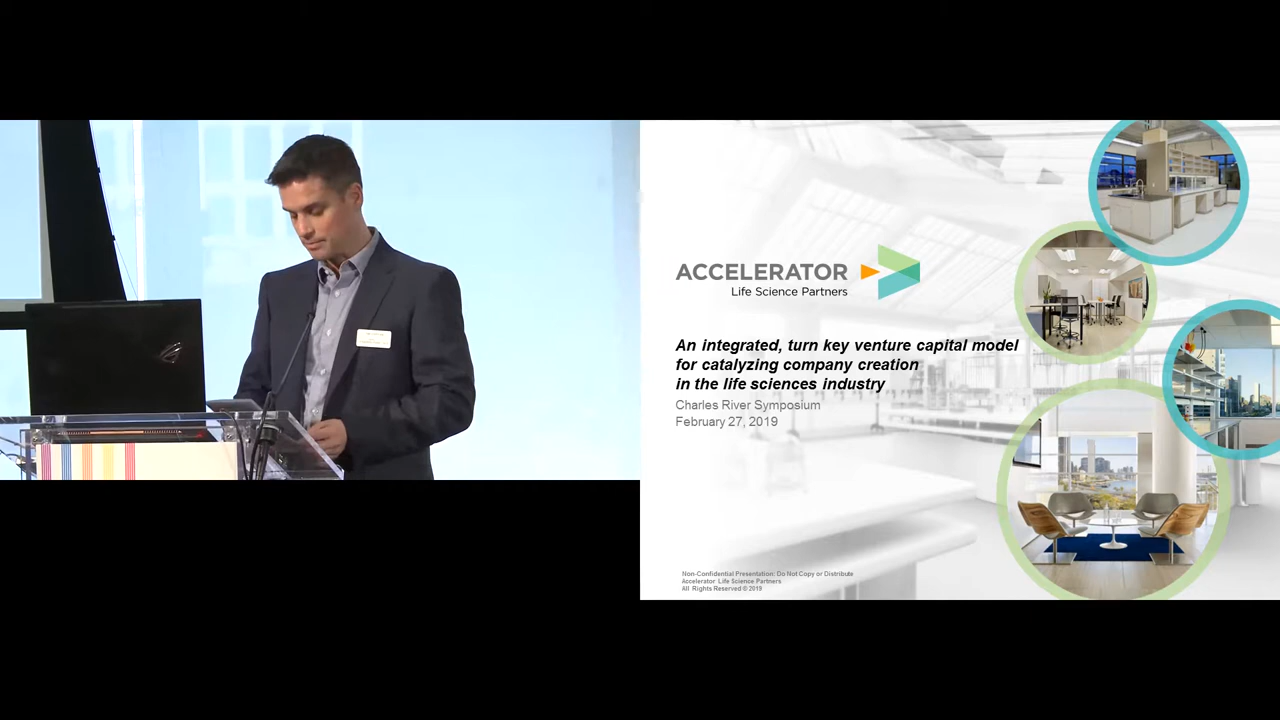 ACCELERATOR
Life Science Partners
An integrated, turn key venture capital model
for catalyzing company creation
in the life sciences industry
Charles River Symposium
February 27, 2019
Non-Confidential Presentation: Do Not Copy or Distribute
Accelerator Life Science Partners
All Rights Reserved © 2019